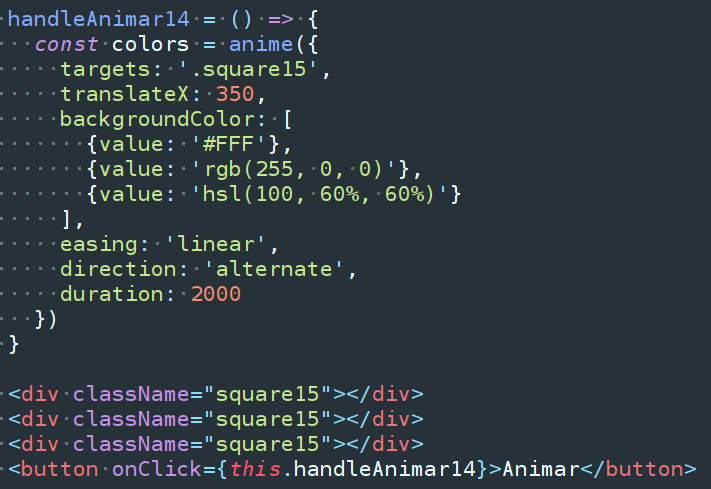 handleAnimar14 = () => {
const colors = anime({
targets: '.square15',
translateX: 350,
backgroundColor: [
{value: '#FFF'},
{value: 'rgb(255, 0, 0)'},
{value: 'hsl(100, 60%, 60%)'}
],
easing: 'linear',
direction: 'alternate',
duration: 2000
})
}
<div className="square15"></div>
<div className="square15"></div>
<div className="square15"></div>
<button onClick={this.handleAnimar14}>Animar</button>